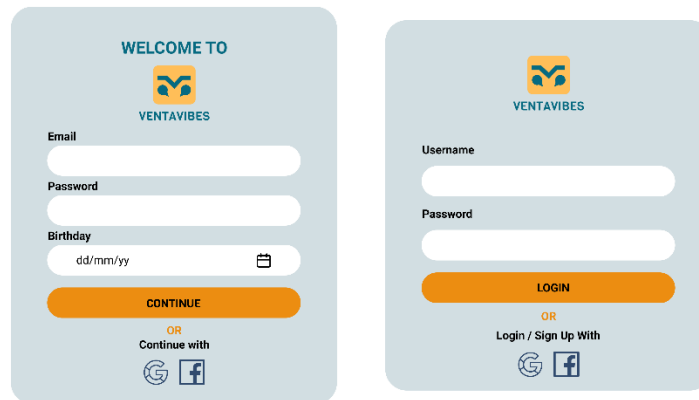 WELCOME TO
VENTAVIBES
Email
Password
Birthday
dd/mm/yy
CONTINUE
OR
Continue with
VENTAVIBES
Username
Password
LOGIN
OR
Login / Sign Up With